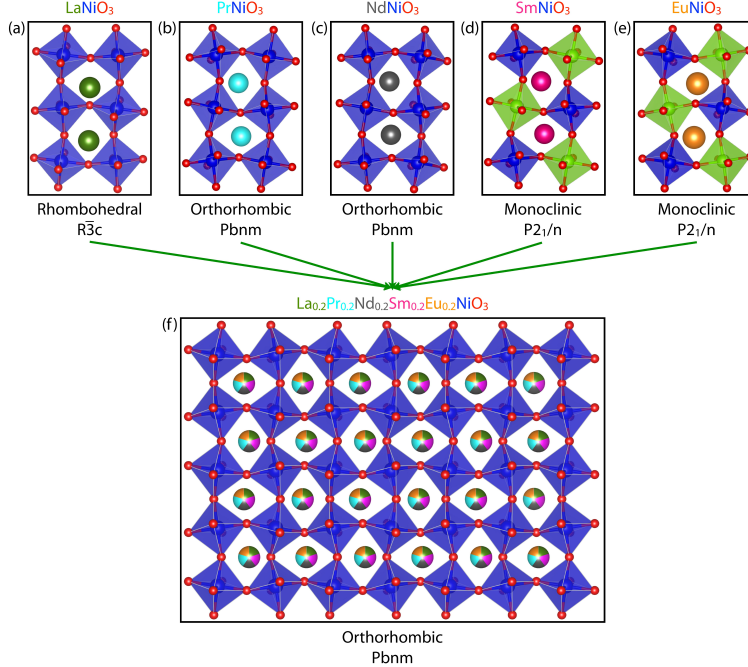 LaNiO₃
PrNiO₃
NdNiO₃
SmNiO₃
EuNiO₃
(a)
(b)
(c)
(d)
(e)
Rhombohedral
R3̅c
Orthorhombic
Pbnm
Orthorhombic
Pbnm
Monoclinic
P2₁/n
Monoclinic
P2₁/n
La₀.₂Pr₀.₂Nd₀.₂Sm₀.₂Eu₀.₂NiO₃
(f)
Orthorhombic
Pbnm